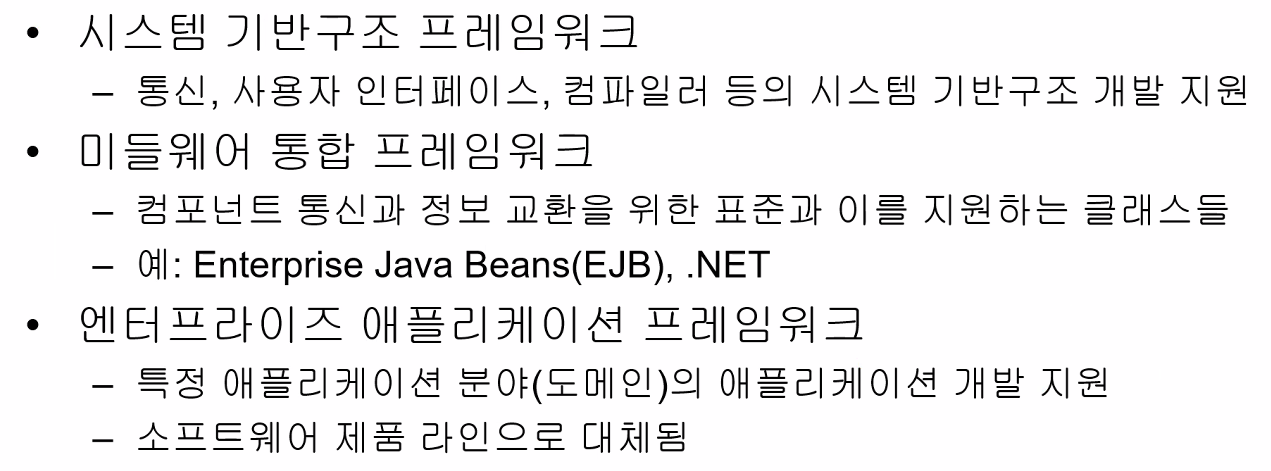 • 시스템 기반구조 프레임워크
– 통신, 사용자 인터페이스, 컴파일러 등의 시스템 기반구조 개발 지원
• 미들웨어 통합 프레임워크
– 컴포넌트 통신과 정보 교환을 위한 표준과 이를 지원하는 클래스들
– 예: Enterprise Java Beans(EJB), .NET
• 엔터프라이즈 애플리케이션 프레임워크
– 특정 애플리케이션 분야(도메인)의 애플리케이션 개발 지원
– 소프트웨어 제품 라인으로 대체됨